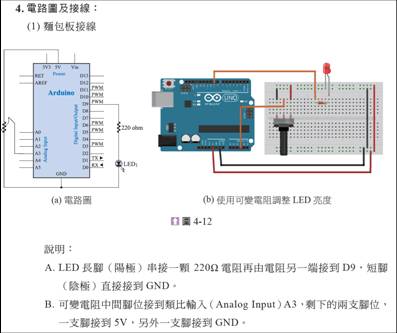 4. 電路圖及接線：
(1) 麵包板接線
3V3 5V Vin
Power
RST
AREF
Arduino
D13
D12
D11 PWM
D10 PWM
D9 PWM
D8
D7
D6 PWM
D5 PWM
D4
D3 PWM
D2
D1 TX
D0 RX
Digital Input/Output
A0
A1
A2
A3
A4
A5
Analog Input
GND
220 ohm
LED1
ARDUINO
UNO
(a) 電路圖
(b) 使用可變電阻調整 LED 亮度
圖 4-12
說明：
A. LED 長腳（陽極）串接一顆 220Ω 電阻再由電阻另一端接到 D9，短腳
（陰極）直接接到 GND。
B. 可變電阻中間腳位接到類比輸入（Analog Input）A3，剩下的兩支腳位，
一支腳接到 5V，另外一支腳接到 GND。